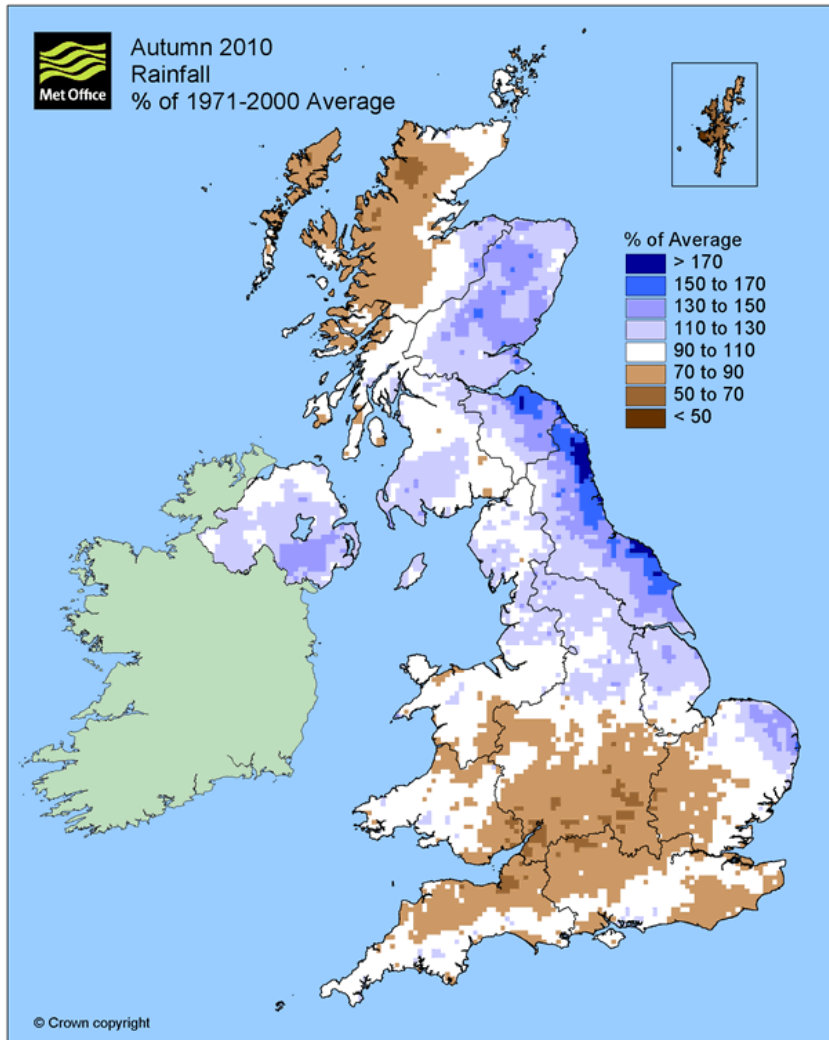 Met Office
Autumn 2010
Rainfall
% of 1971-2000 Average
% of Average
> 170
150 to 170
130 to 150
110 to 130
90 to 110
70 to 90
50 to 70
< 50
© Crown copyright